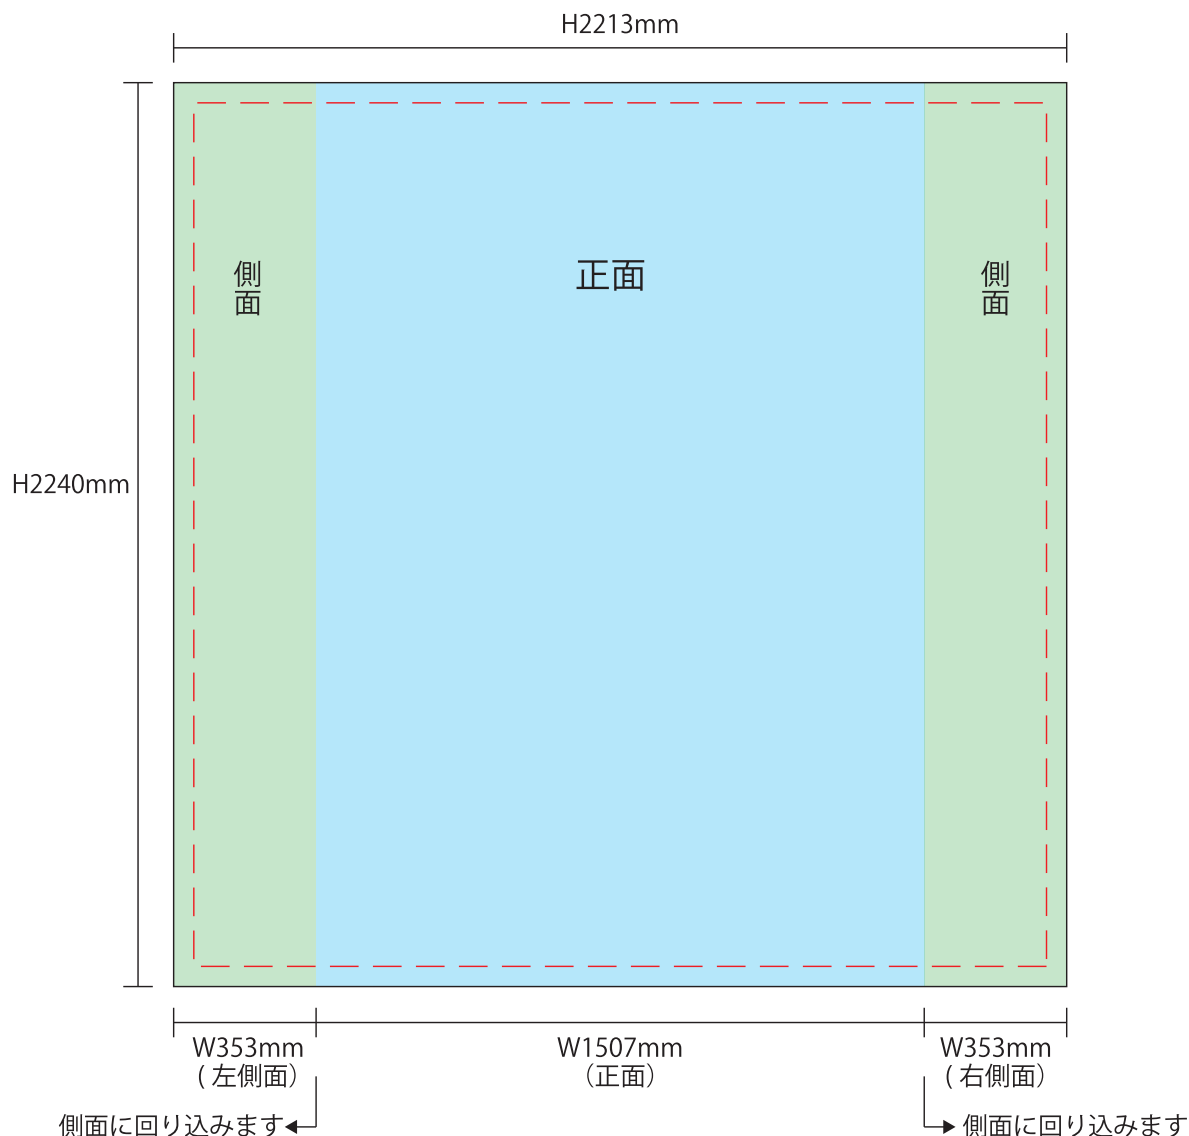 H2213mm
側面
正面
側面
H2240mm
W353mm
( 左側面）
W1507mm
（正面）
W353mm
( 右側面）
側面に回り込みます
側面に回り込みます